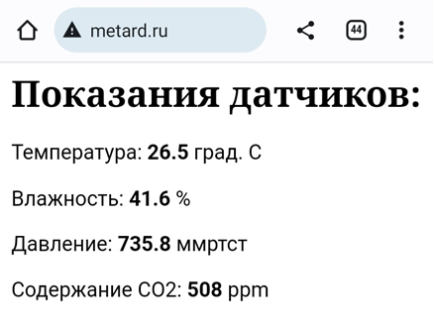 metard.ru
44
Показания датчиков:
Температура: 26.5 град. C
Влажность: 41.6 %
Давление: 735.8 ммртст
Содержание CO2: 508 ppm